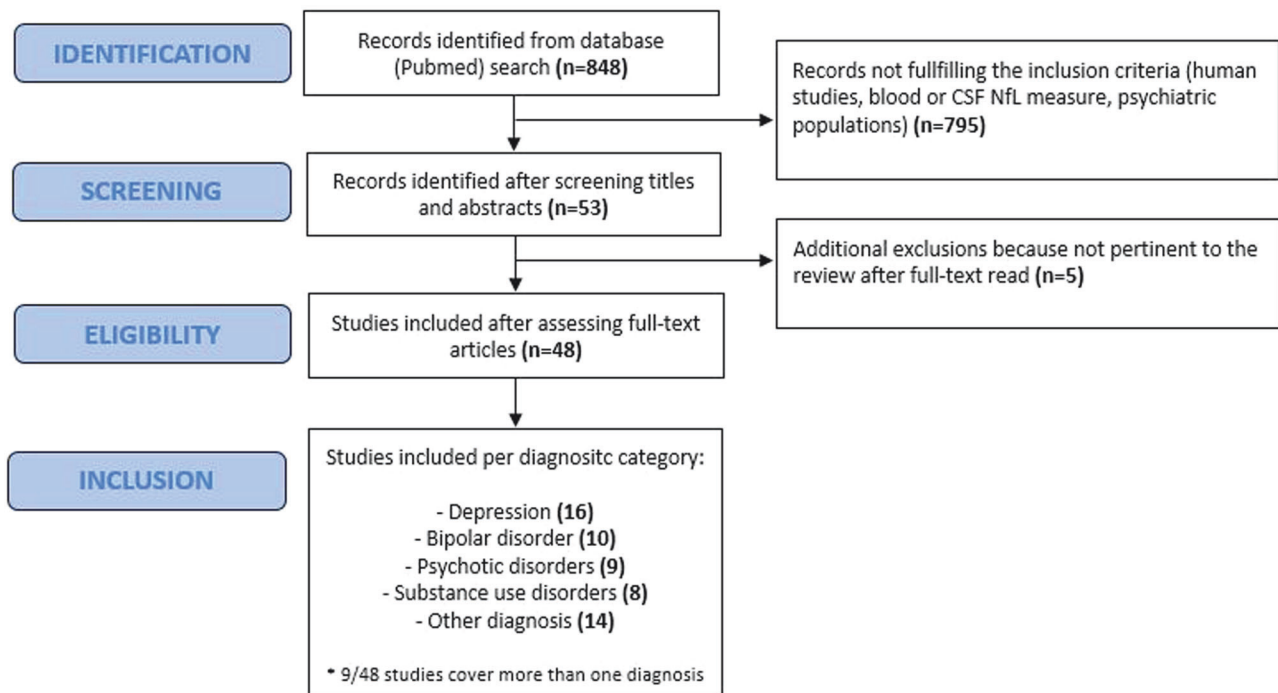 IDENTIFICATION
Records identified from database
(Pubmed) search (n=848)
Records not fullfilling the inclusion criteria (human
studies, blood or CSF NfL measure, psychiatric
populations) (n=795)
SCREENING
Records identified after screening titles
and abstracts (n=53)
Additional exclusions because not pertinent to the
review after full-text read (n=5)
ELIGIBILITY
Studies included after assessing full-text
articles (n=48)
INCLUSION
Studies included per diagnositc category:
- Depression (16)
- Bipolar disorder (10)
- Psychotic disorders (9)
- Substance use disorders (8)
- Other diagnosis (14)
* 9/48 studies cover more than one diagnosis